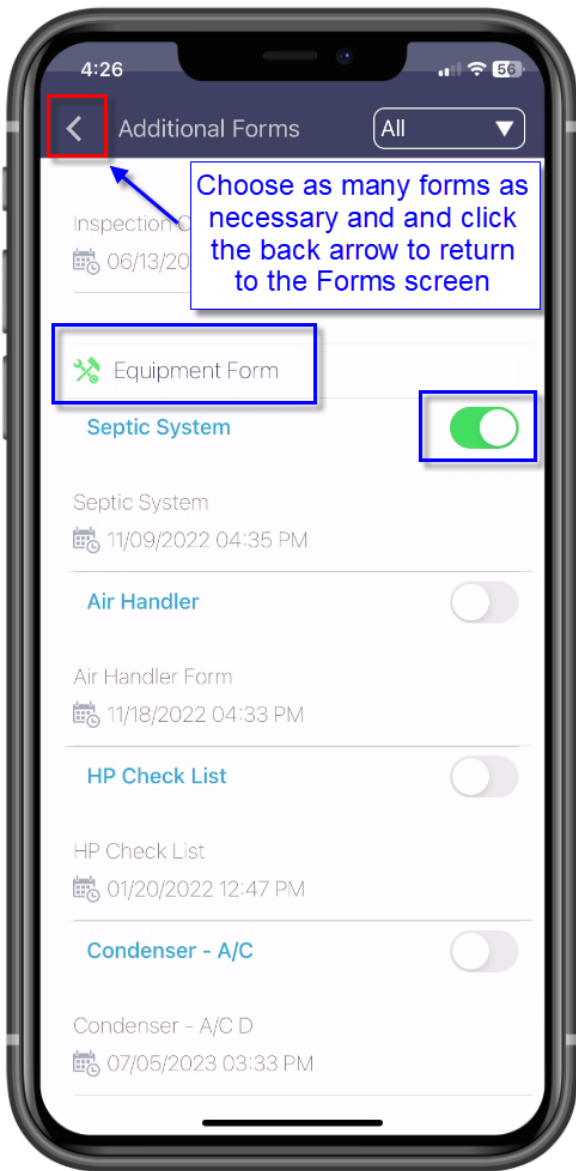 4:26
56
Additional Forms
All
Choose as many forms as
necessary and and click
the back arrow to return
to the Forms screen
Inspection
06/13/20
Equipment Form
Septic System
Septic System
11/09/2022 04:35 PM
Air Handler
Air Handler Form
11/18/2022 04:33 PM
HP Check List
HP Check List
01/20/2022 12:47 PM
Condenser - A/C
Condenser - A/C D
07/05/2023 03:33 PM